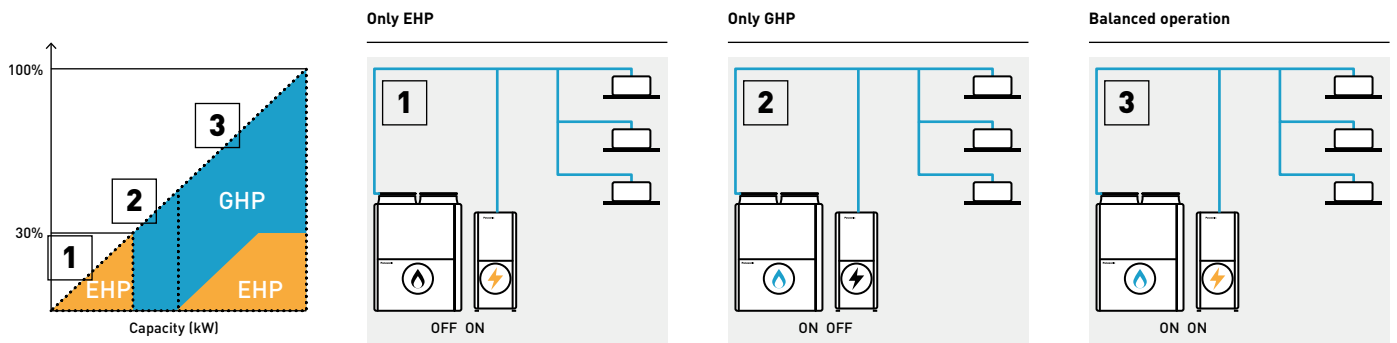 100%
30%
1
2
3
EHP
GHP
EHP
Capacity (kW)
Only EHP
1
OFF ON
Only GHP
2
ON OFF
Balanced operation
3
ON ON